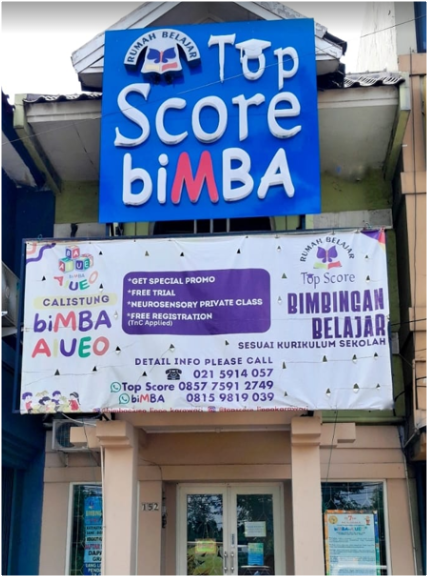 RUMAH BELAJAR
Top
Score
biMBA
AIUEO
CALISTUNG
biMBA
AIUEO
*GET SPECIAL PROMO
*FREE TRIAL
*NEUROSENSORY PRIVATE CLASS
*FREE REGISTRATION
(TnC Applied)
RUMAH BELAJAR
Top Score
BIMBINGAN
BELAJAR
SESUAI KURIKULUM SEKOLAH
DETAIL INFO PLEASE CALL
021 5914 057
Top Score 0857 7591 2749
biMBA 0815 9819 039
152
biMBA